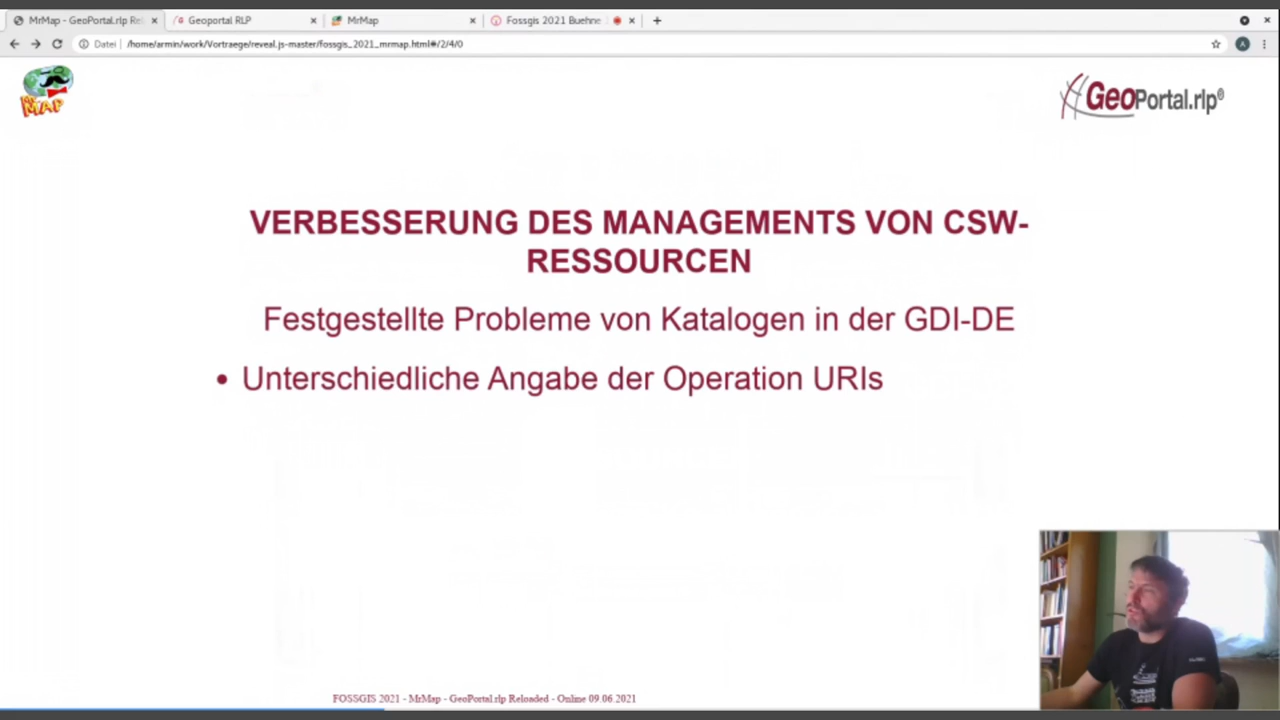 MrMap - GeoPortal.rlp Rel
Geoportal RLP
MrMap
Fossgis 2021 Buehne
Datei
/home/armin/work/Vortraege/reveal.js-master/fossgis_2021_mrmap.html#/2/4/0
A
MAP
GeoPortal.rlp®
VERBESSERUNG DES MANAGEMENTS VON CSW-
RESSOURCEN
Festgestellte Probleme von Katalogen in der GDI-DE
• Unterschiedliche Angabe der Operation URIs
FOSSGIS 2021 - MrMap - GeoPortal.rlp Reloaded - Online 09.06.2021